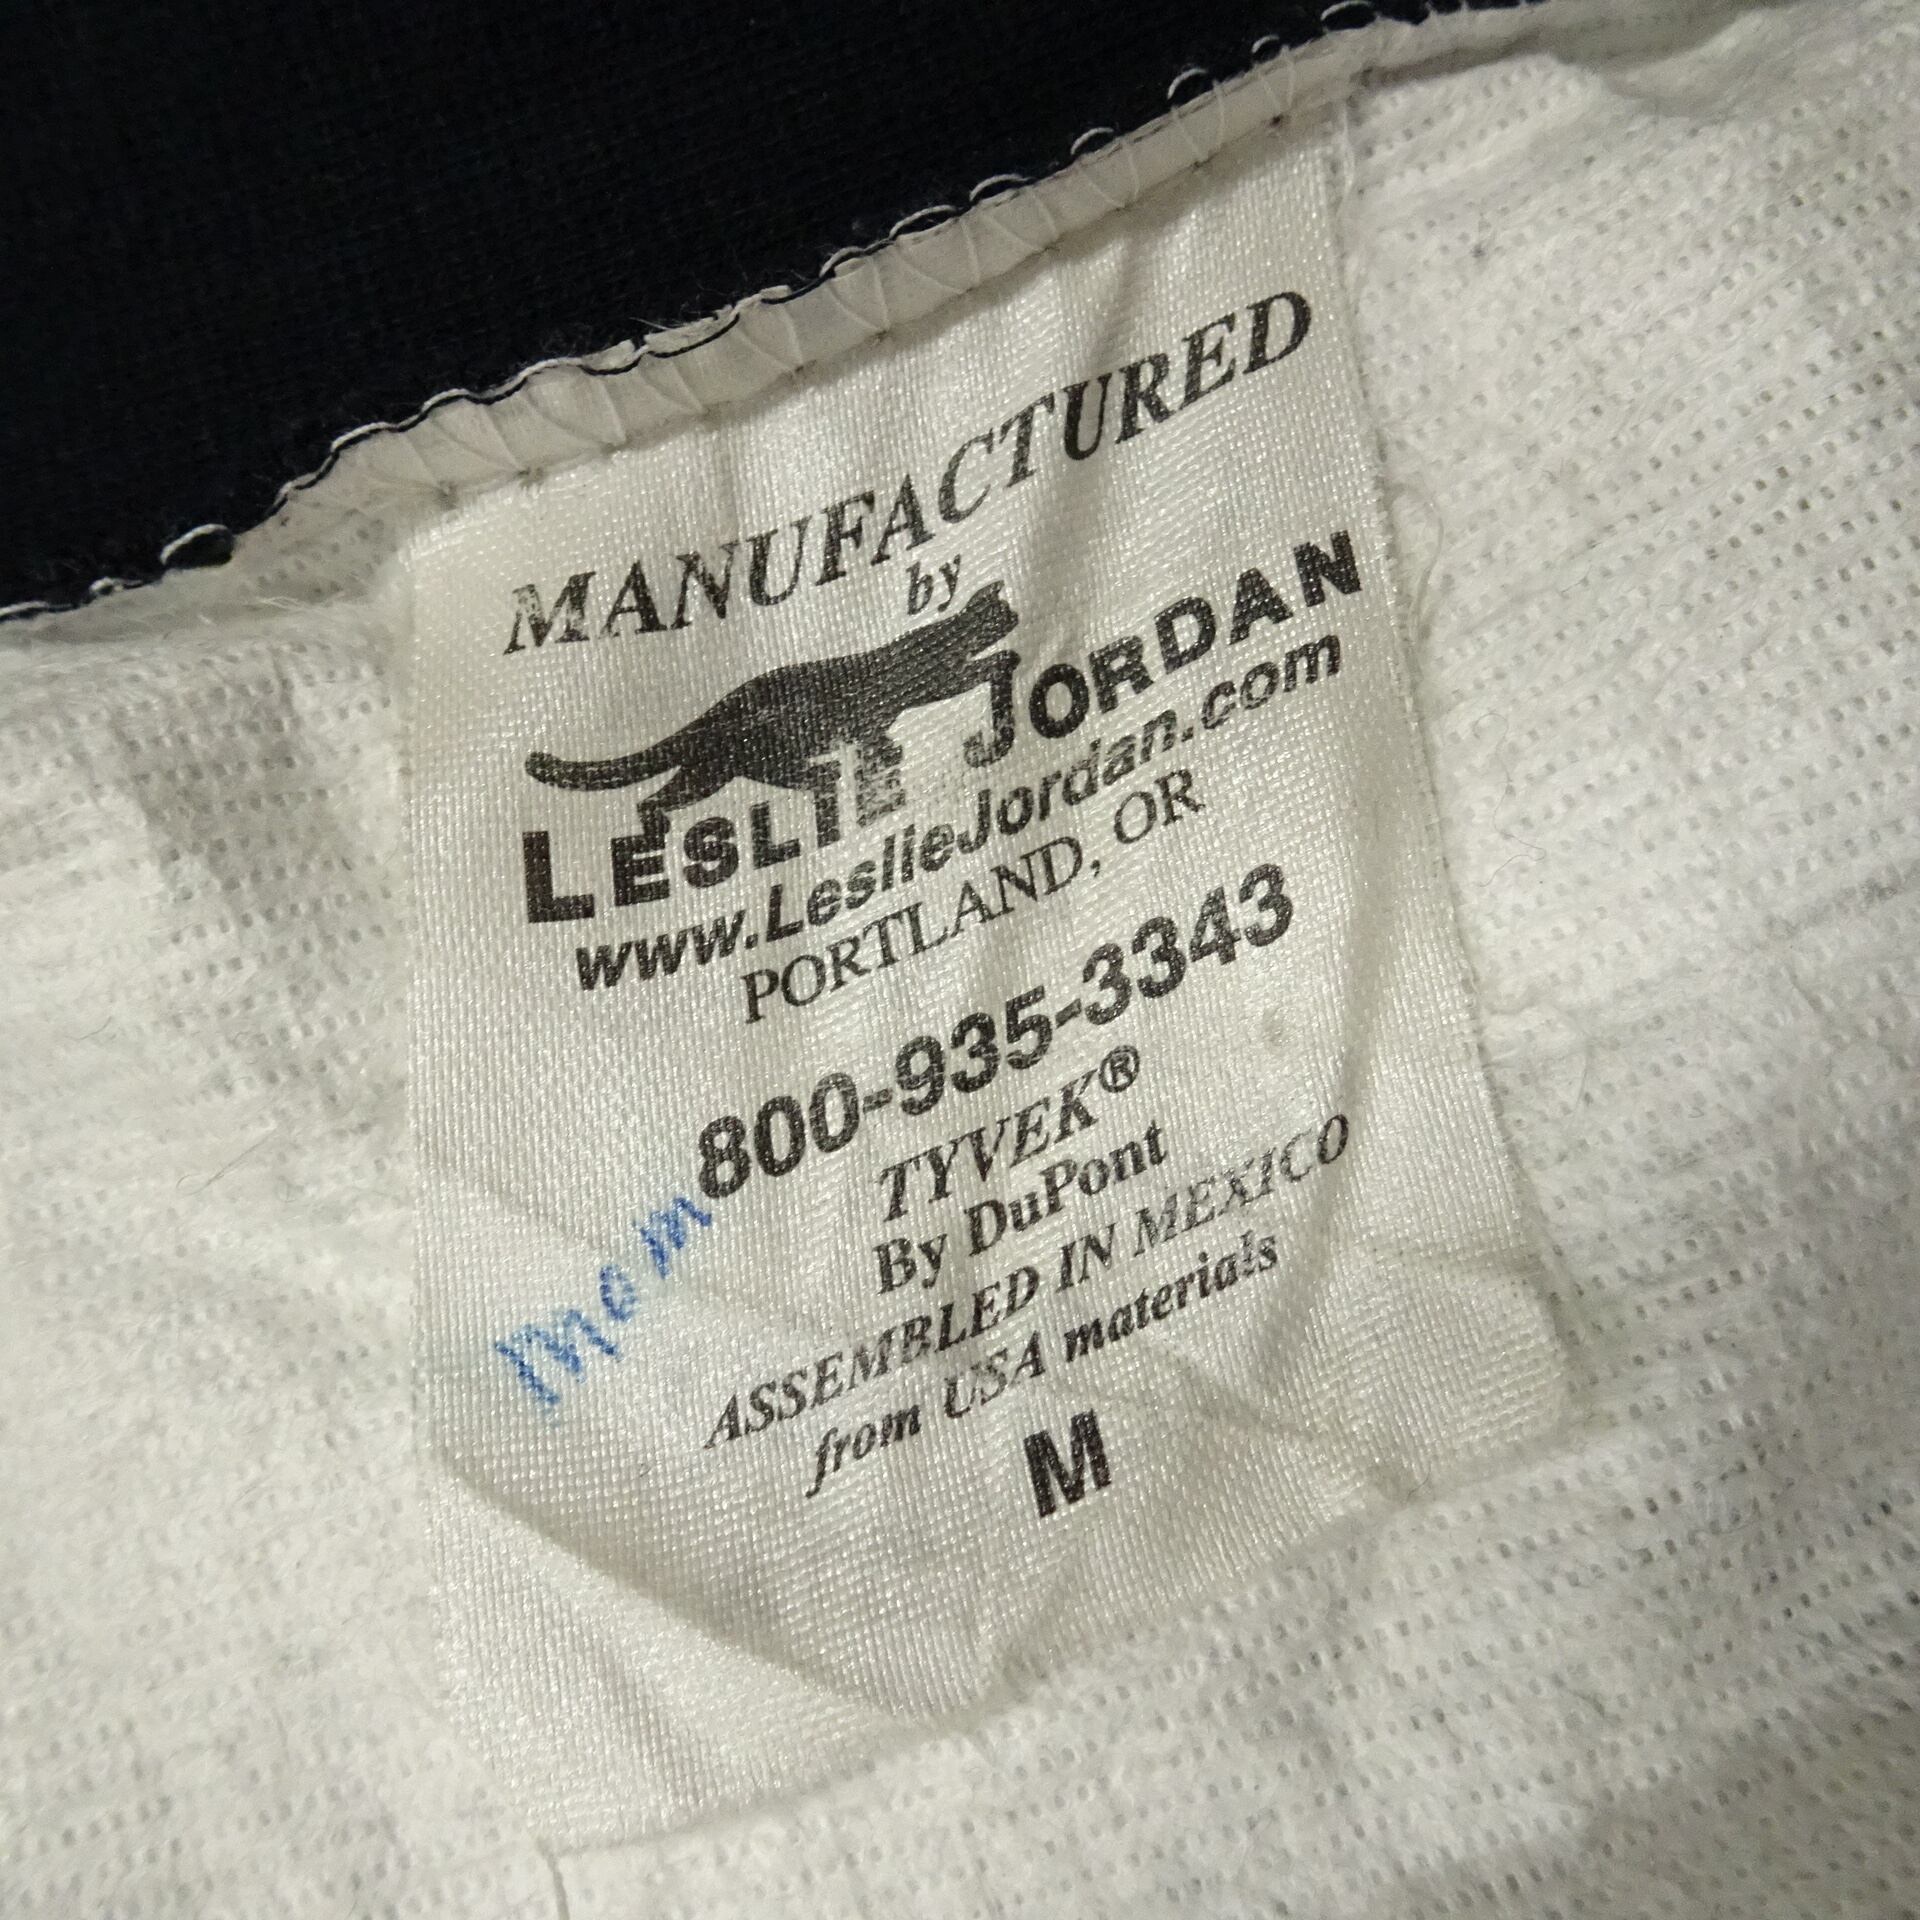 MANUFACTURED
by
LESLIE JORDAN
www.LeslieJordan.com
PORTLAND, OR
800-935-3343
TYVEK®
By DuPont
Mom
ASSEMBLED IN MEXICO
from USA materials
M